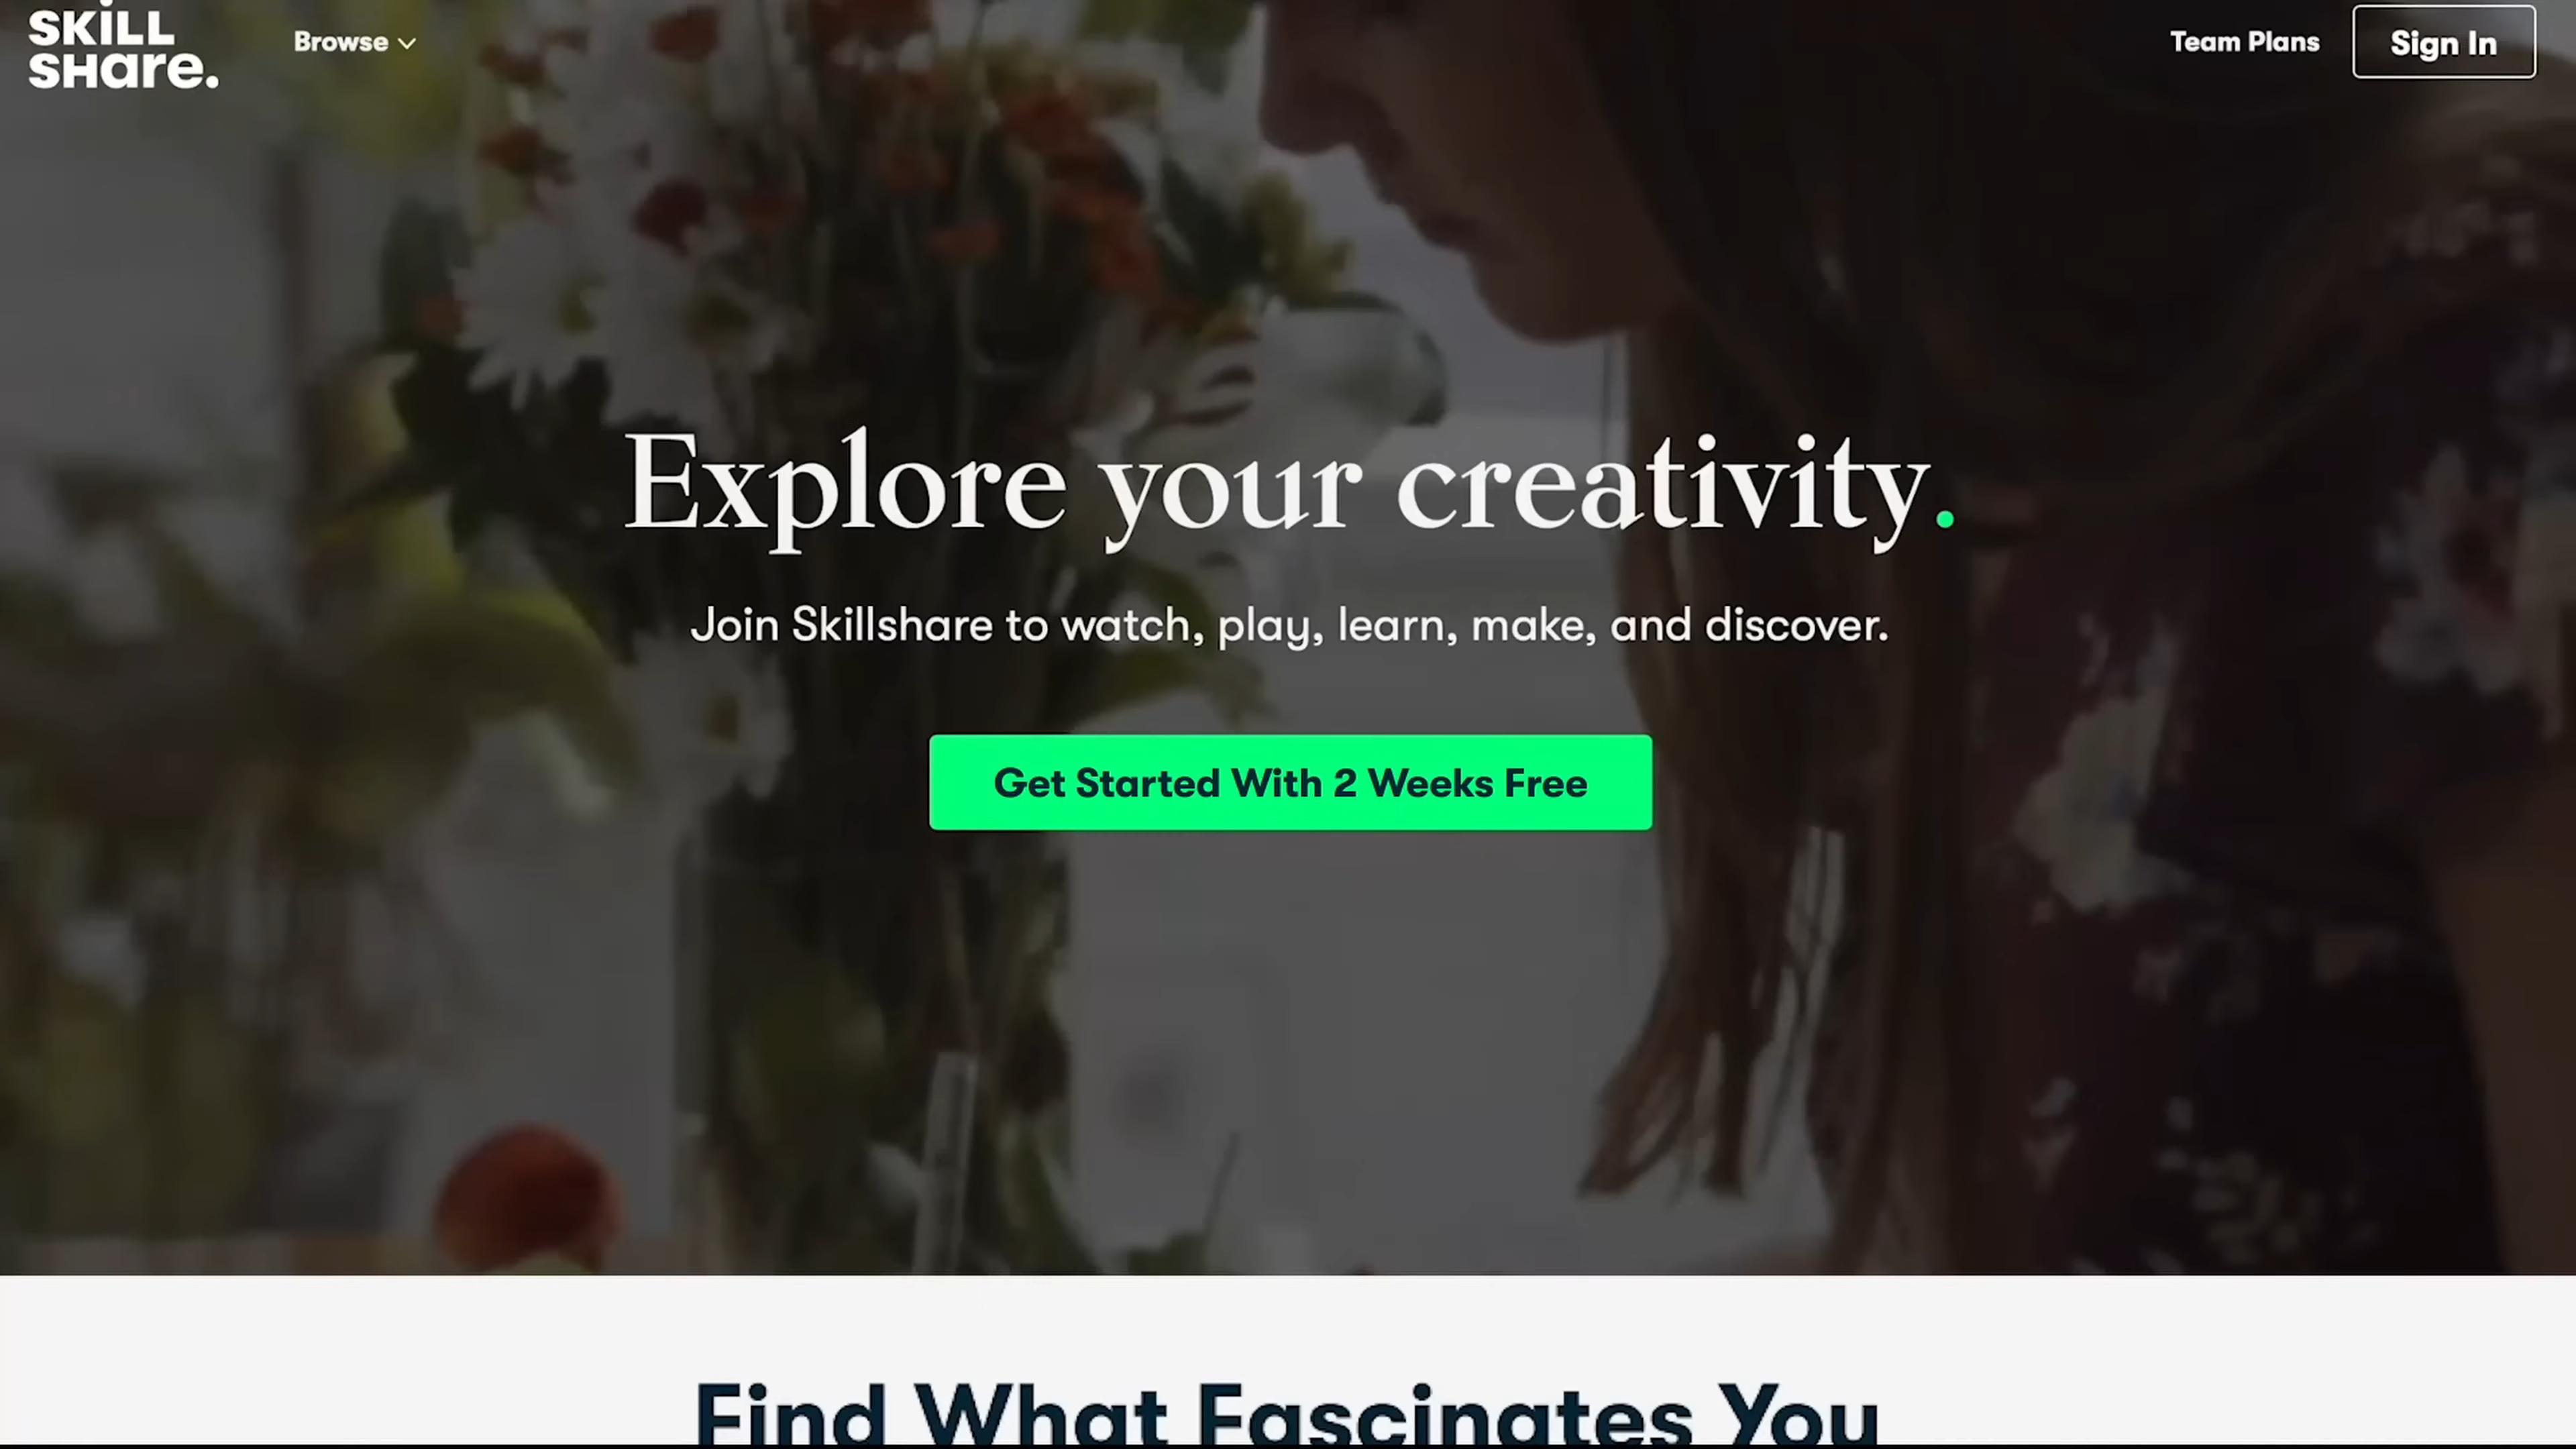 SKILL
SHare.
Browse
Team Plans
Sign In
Explore your creativity.
Join Skillshare to watch, play, learn, make, and discover.
Get Started With 2 Weeks Free
Find What Fascinates You